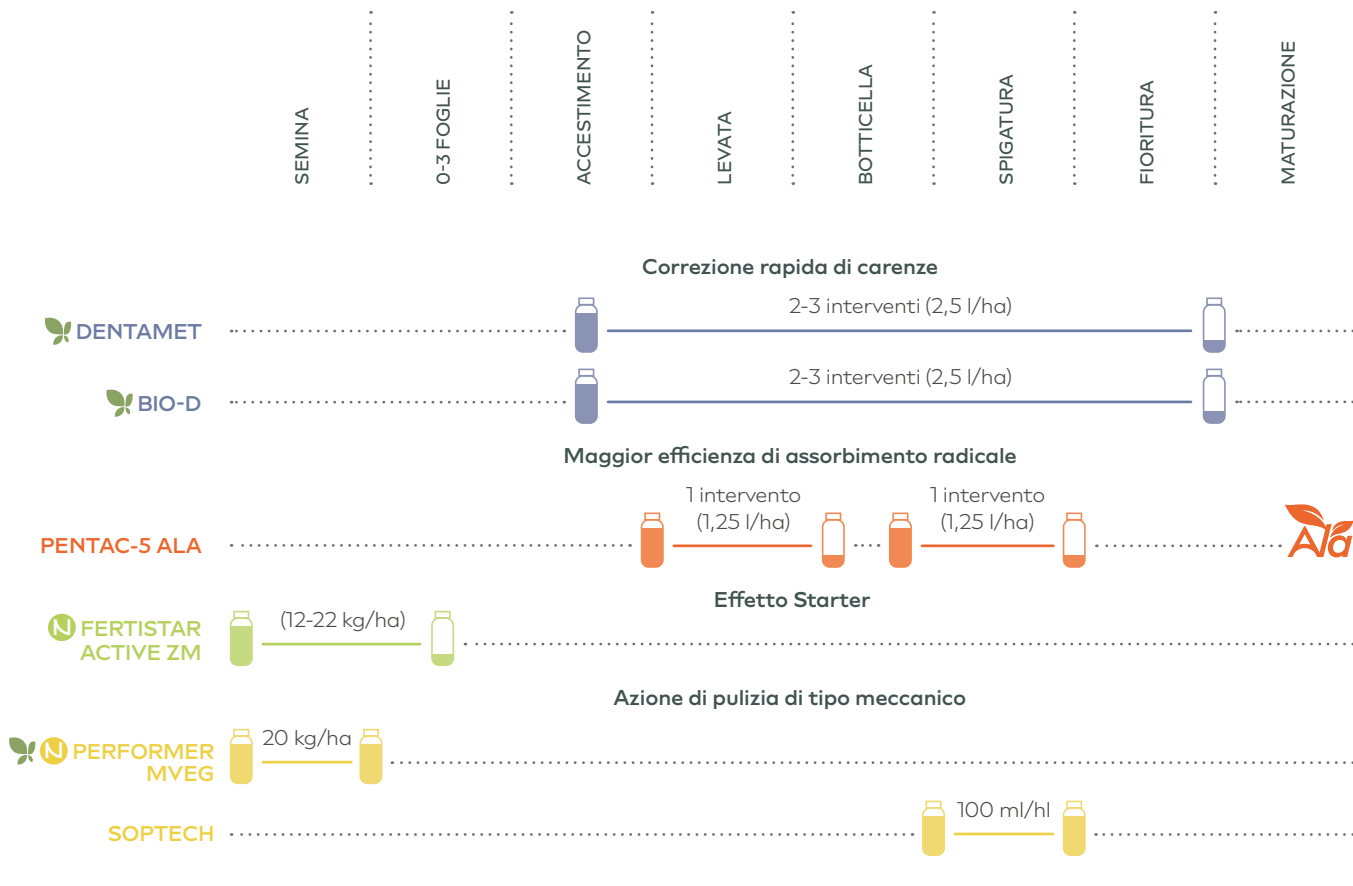 SEMINA
0-3 FOGLIE
ACCESTIMENTO
LEVATA
BOTTICELLA
SPIGATURA
FIORITURA
MATURAZIONE
Correzione rapida di carenze
DENTAMET
2-3 interventi (2,5 l/ha)
BIO-D
2-3 interventi (2,5 l/ha)
Maggior efficienza di assorbimento radicale
PENTAC-5 ALA
1 intervento
(1,25 l/ha)
1 intervento
(1,25 l/ha)
Ala
Effetto Starter
N FERTISTAR
ACTIVE ZM
(12-22 kg/ha)
Azione di pulizia di tipo meccanico
N PERFORMER
MVEG
20 kg/ha
SOPTECH
100 ml/hl